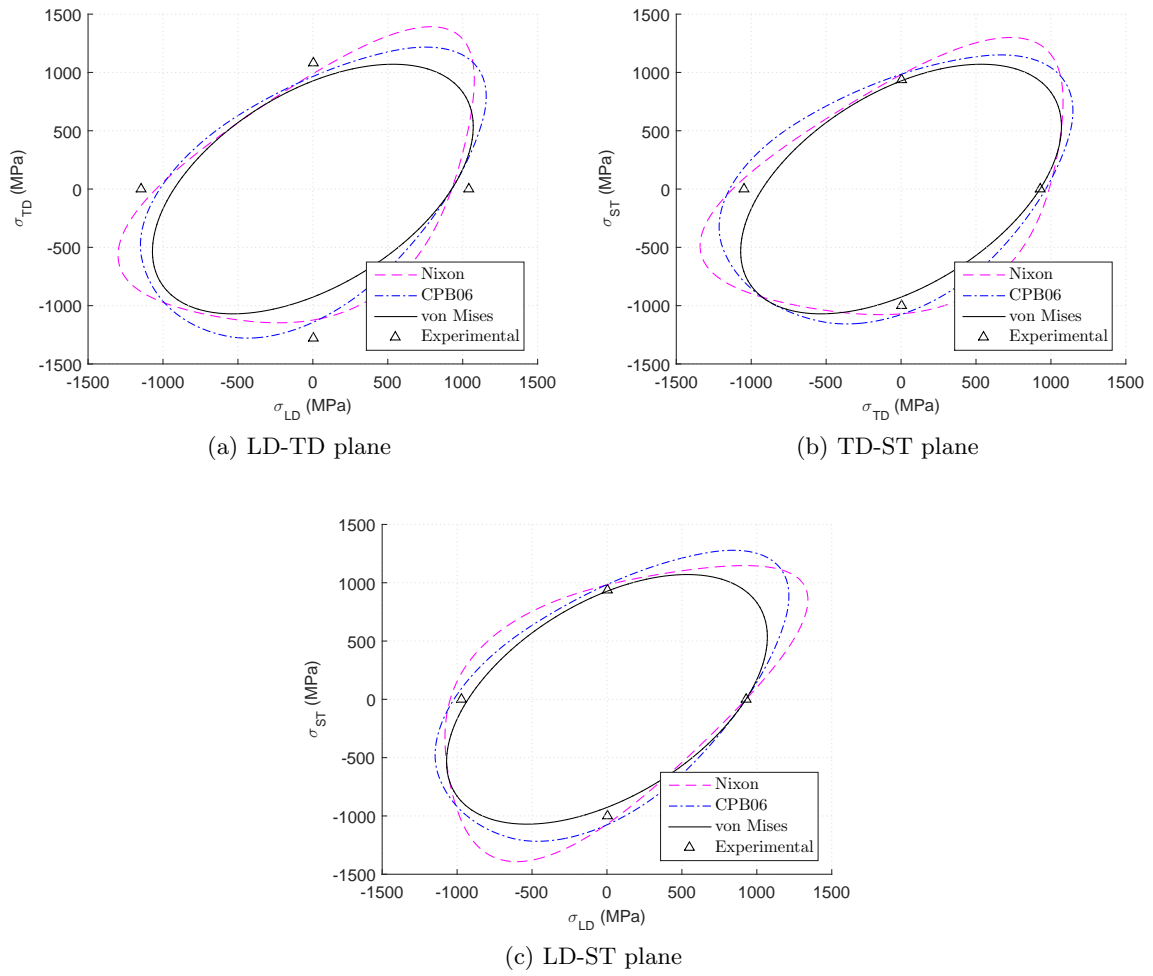 1500
1000
500
0
-500
-1000
-1500
-1500 -1000 -500 0 500 1000 1500
σTD (MPa)
σLD (MPa)
Nixon
CPB06
von Mises
Experimental
(a) LD-TD plane
1500
1000
500
0
-500
-1000
-1500
-1500 -1000 -500 0 500 1000 1500
σST (MPa)
σTD (MPa)
Nixon
CPB06
von Mises
Experimental
(b) TD-ST plane
1500
1000
500
0
-500
-1000
-1500
-1500 -1000 -500 0 500 1000 1500
σST (MPa)
σLD (MPa)
Nixon
CPB06
von Mises
Experimental
(c) LD-ST plane